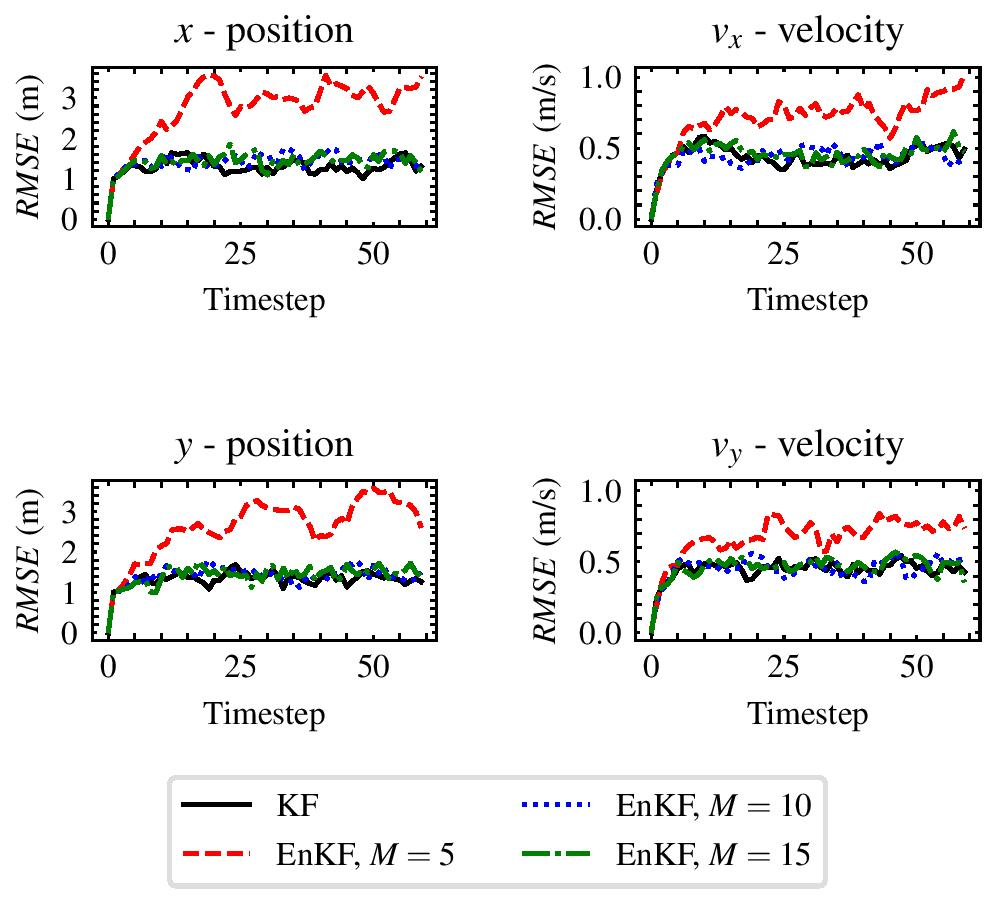 x - position
RMSE (m)
3
2
1
0
0 25 50
Timestep
v_x - velocity
RMSE (m/s)
1.0
0.5
0.0
0 25 50
Timestep
y - position
RMSE (m)
3
2
1
0
0 25 50
Timestep
v_y - velocity
RMSE (m/s)
1.0
0.5
0.0
0 25 50
Timestep
KF
EnKF, M = 5
EnKF, M = 10
EnKF, M = 15